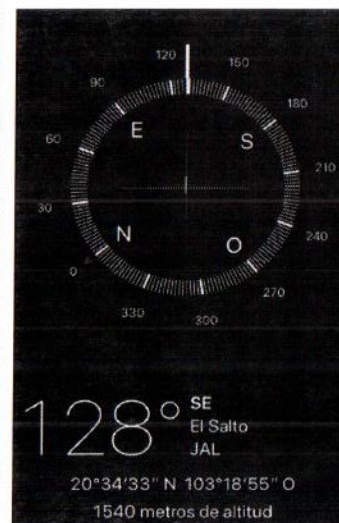 120
90 150
60 180
E S
30 210
N O
0 240
330 270
300
128° SE
El Salto
JAL
20°34'33" N 103°18'55" O
1540 metros de altitud